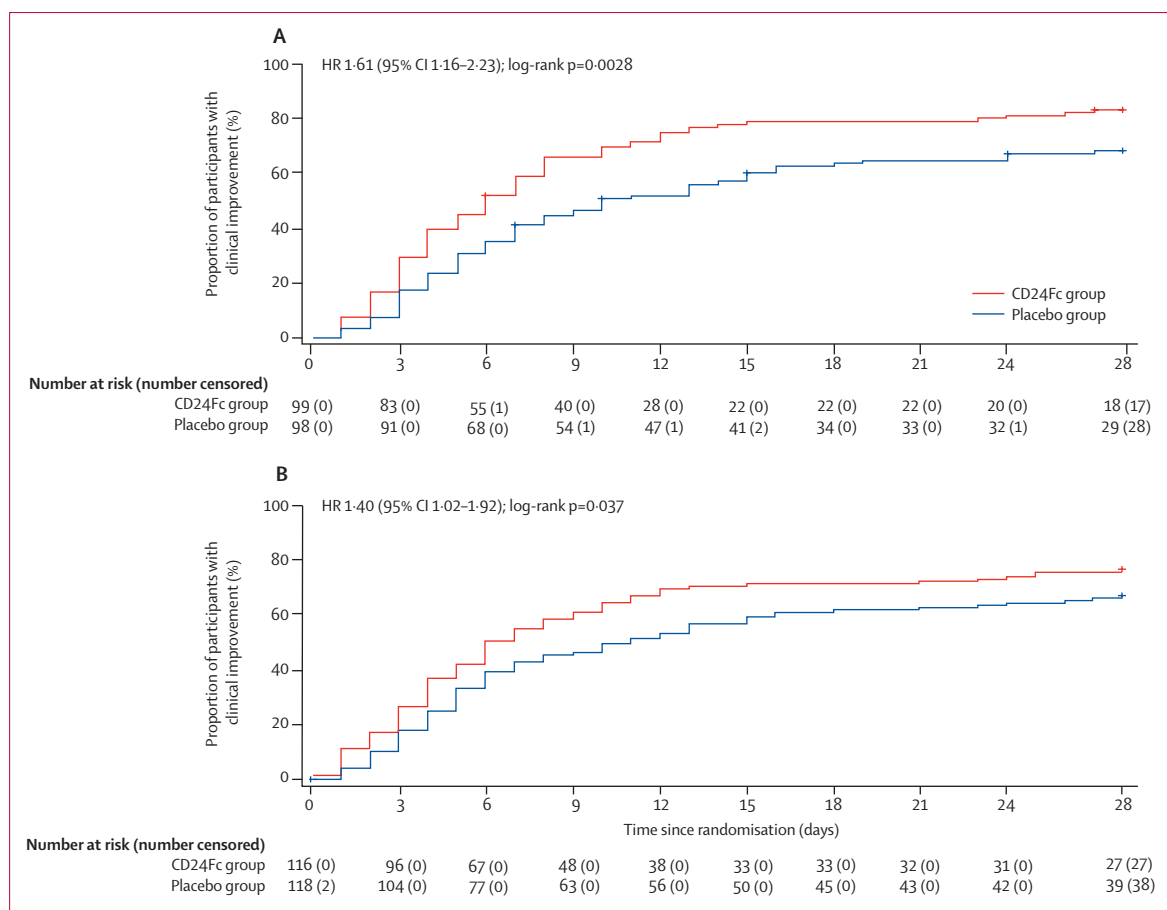 A
HR 1·61 (95% CI 1·16–2·23); log-rank p=0·0028
Proportion of participants with
clinical improvement (%)
100
80
60
40
20
0
CD24Fc group
Placebo group
0 3 6 9 12 15 18 21 24 28
Number at risk (number censored)
CD24Fc group 99 (0) 83 (0) 55 (1) 40 (0) 28 (0) 22 (0) 22 (0) 22 (0) 20 (0) 18 (17)
Placebo group 98 (0) 91 (0) 68 (0) 54 (1) 47 (1) 41 (2) 34 (0) 33 (0) 32 (1) 29 (28)
B
HR 1·40 (95% CI 1·02–1·92); log-rank p=0·037
Proportion of participants with
clinical improvement (%)
100
80
60
40
20
0
0 3 6 9 12 15 18 21 24 28
Time since randomisation (days)
Number at risk (number censored)
CD24Fc group 116 (0) 96 (0) 67 (0) 48 (0) 38 (0) 33 (0) 33 (0) 32 (0) 31 (0) 27 (27)
Placebo group 118 (2) 104 (0) 77 (0) 63 (0) 56 (0) 50 (0) 45 (0) 43 (0) 42 (0) 39 (38)